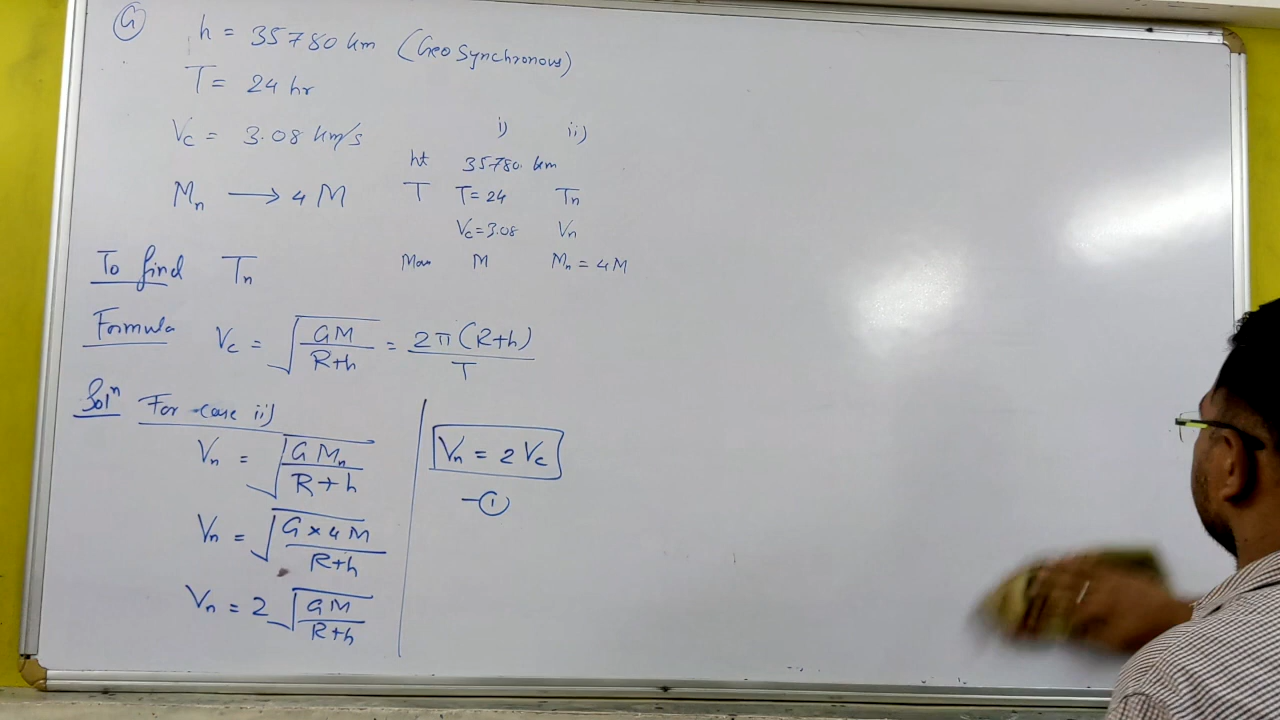 G
h = 35780 km (Geo Synchronous)
T = 24 hr
Vc = 3.08 km/s
Mn → 4 M
i) ii)
ht 35780. km
T T = 24 Tn
Vc = 3.08 Vn
M Mn = 4M
To find Tn
Formula Vc = √(GM/(R+h)) = 2π(R+h)/T
Solⁿ For case ii)
Vn = √(GMn/(R+h))
Vn = √(G×4M/(R+h))
Vn = 2√(GM/(R+h))
Vn = 2 Vc
—①